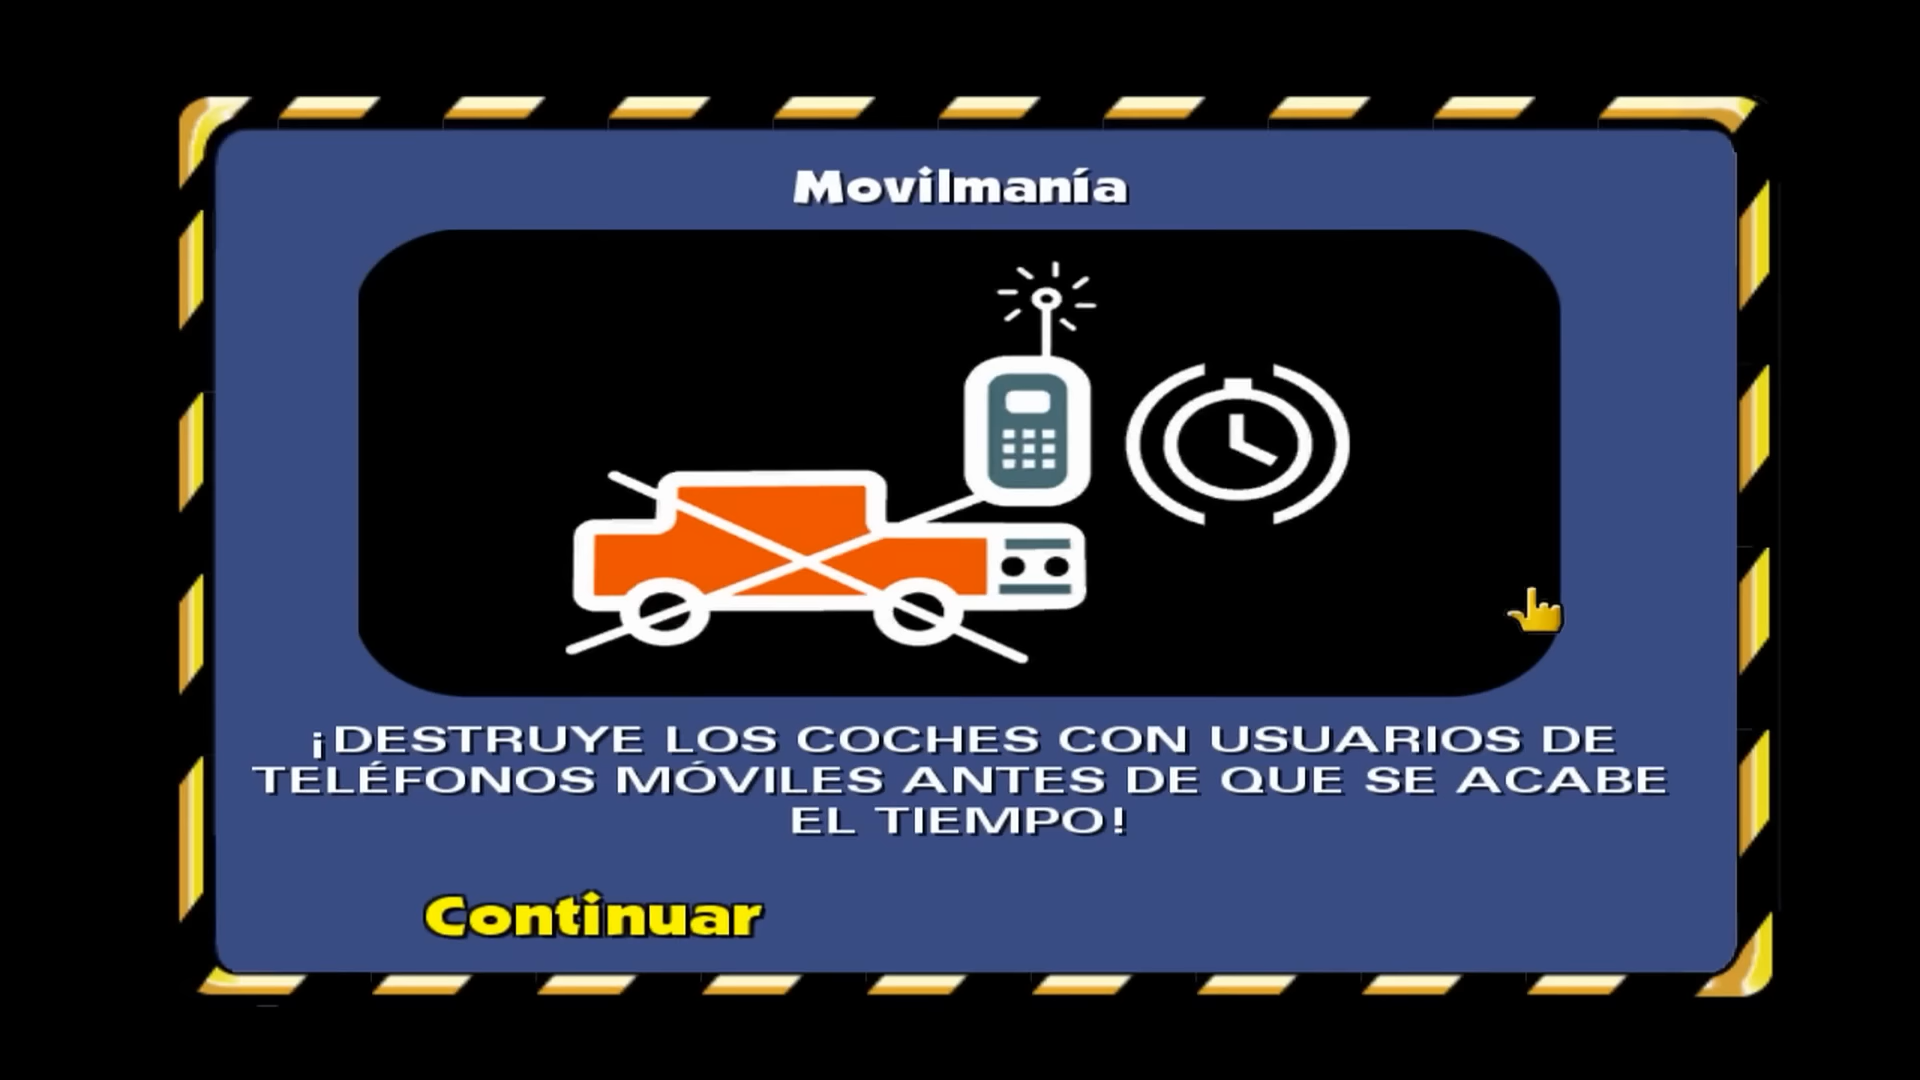 Movilmanía
¡DESTRUYE LOS COCHES CON USUARIOS DE
TELÉFONOS MÓVILES ANTES DE QUE SE ACABE
EL TIEMPO!
Continuar